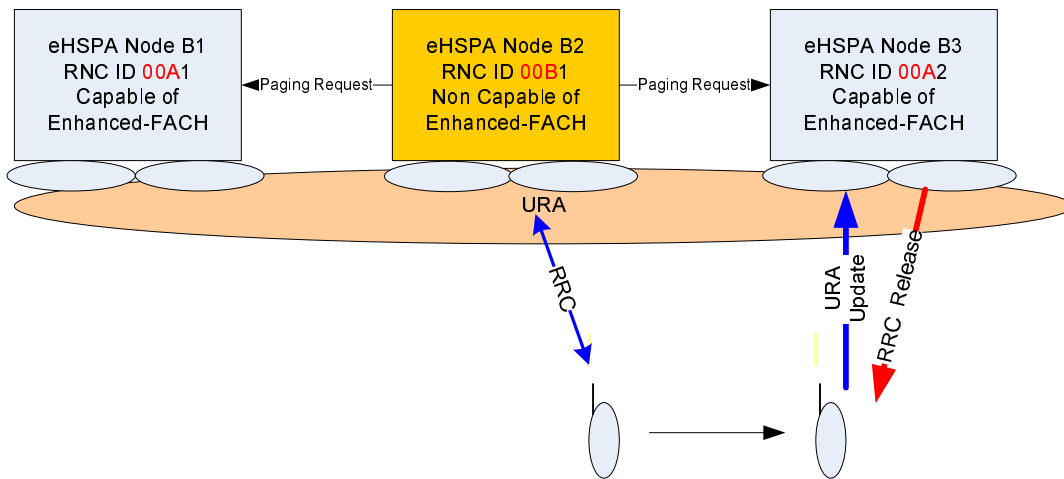 eHSPA Node B1
RNC ID 00A1
Capable of
Enhanced-FACH
Paging Request
eHSPA Node B2
RNC ID 00B1
Non Capable of
Enhanced-FACH
Paging Request
eHSPA Node B3
RNC ID 00A2
Capable of
Enhanced-FACH
URA
RRC
URA
Update
RRC Release